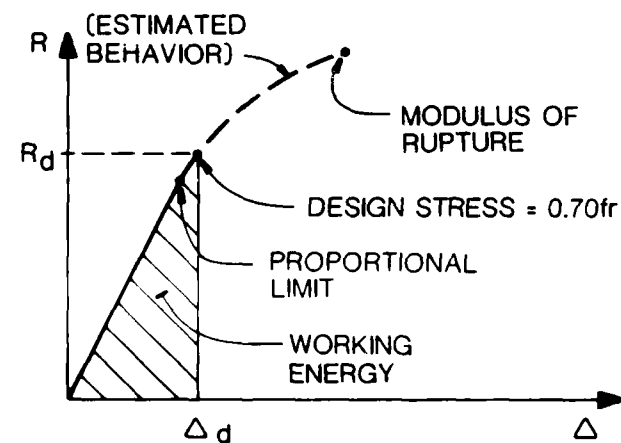 (ESTIMATED
BEHAVIOR)
R
MODULUS OF
RUPTURE
Rd
DESIGN STRESS = 0.70fr
PROPORTIONAL
LIMIT
WORKING
ENERGY
Δd
Δ